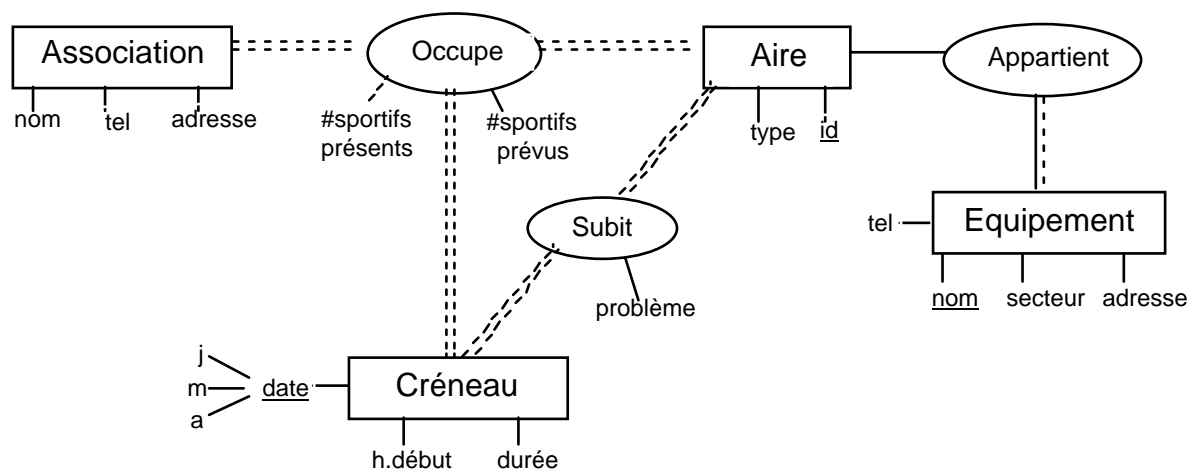 Association
Occupe
Aire
Appartient
nom
tel
adresse
#sportifs
présents
#sportifs
prévus
type
id
Subit
problème
tel
Equipement
nom
secteur
adresse
j
m
a
date
Créneau
h.début
durée